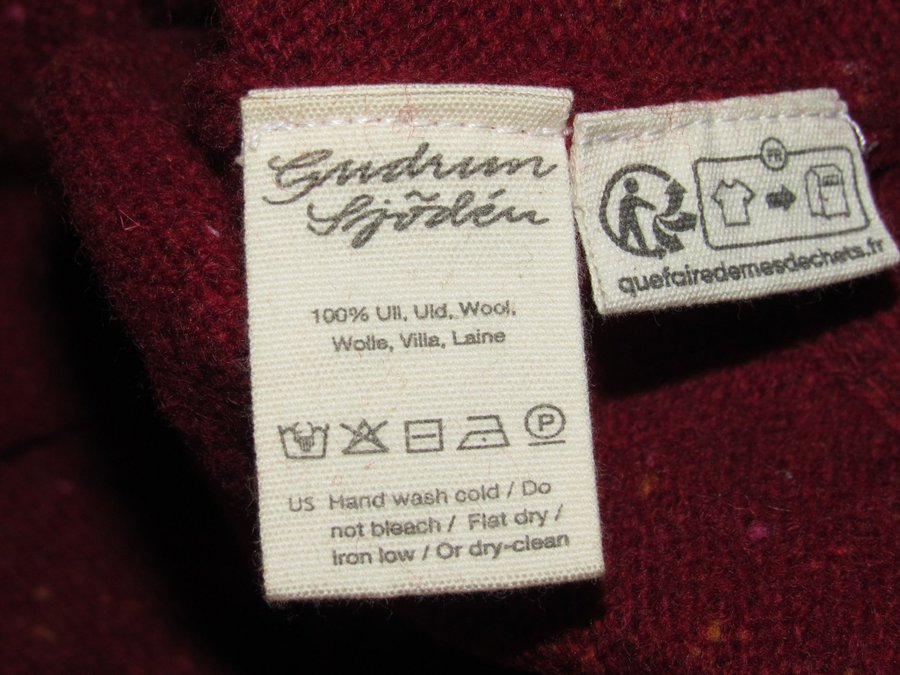 Gudrun
Sjödén
100% Ull, Uld, Wool,
Wolle, Villa, Laine
P
US Hand wash cold / Do
not bleach / Flat dry /
Iron low / Or dry-clean
FR
quefairedemesdechets.fr